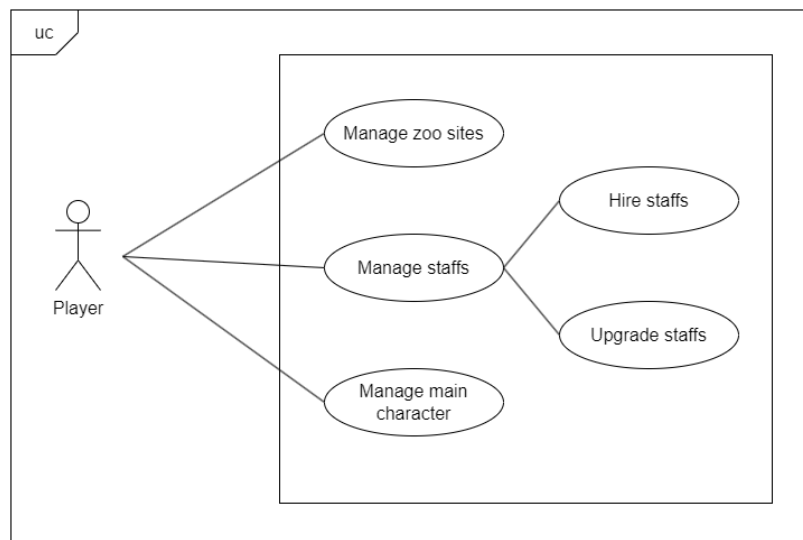 uc
Manage zoo sites
Hire staffs
Manage staffs
Player
Upgrade staffs
Manage main
character